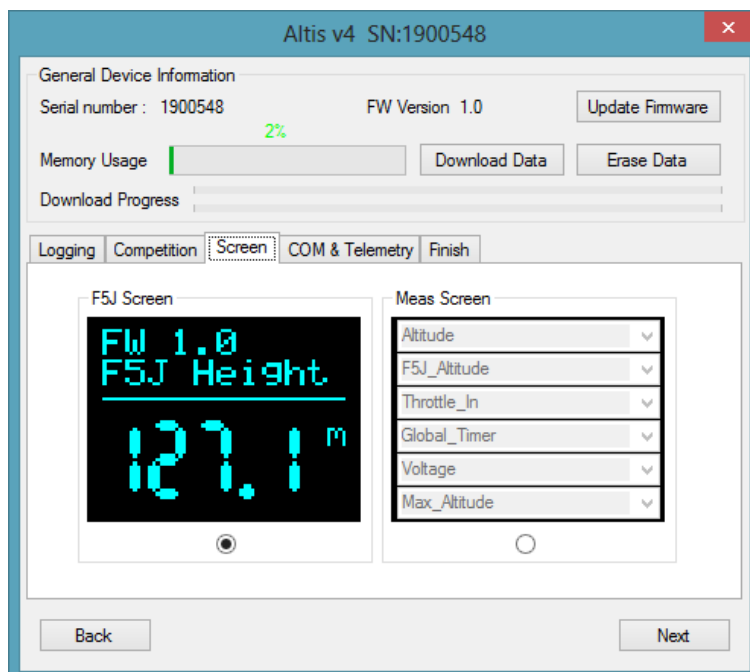 Altis v4 SN:1900548
General Device Information
Serial number : 1900548 FW Version 1.0 Update Firmware
2%
Memory Usage Download Data Erase Data
Download Progress
Logging Competition Screen COM & Telemetry Finish
F5J Screen
FW 1.0
F5J Height
127.1 m
Meas Screen
Altitude
F5J_Altitude
Throttle_In
Global_Timer
Voltage
Max_Altitude
Back Next